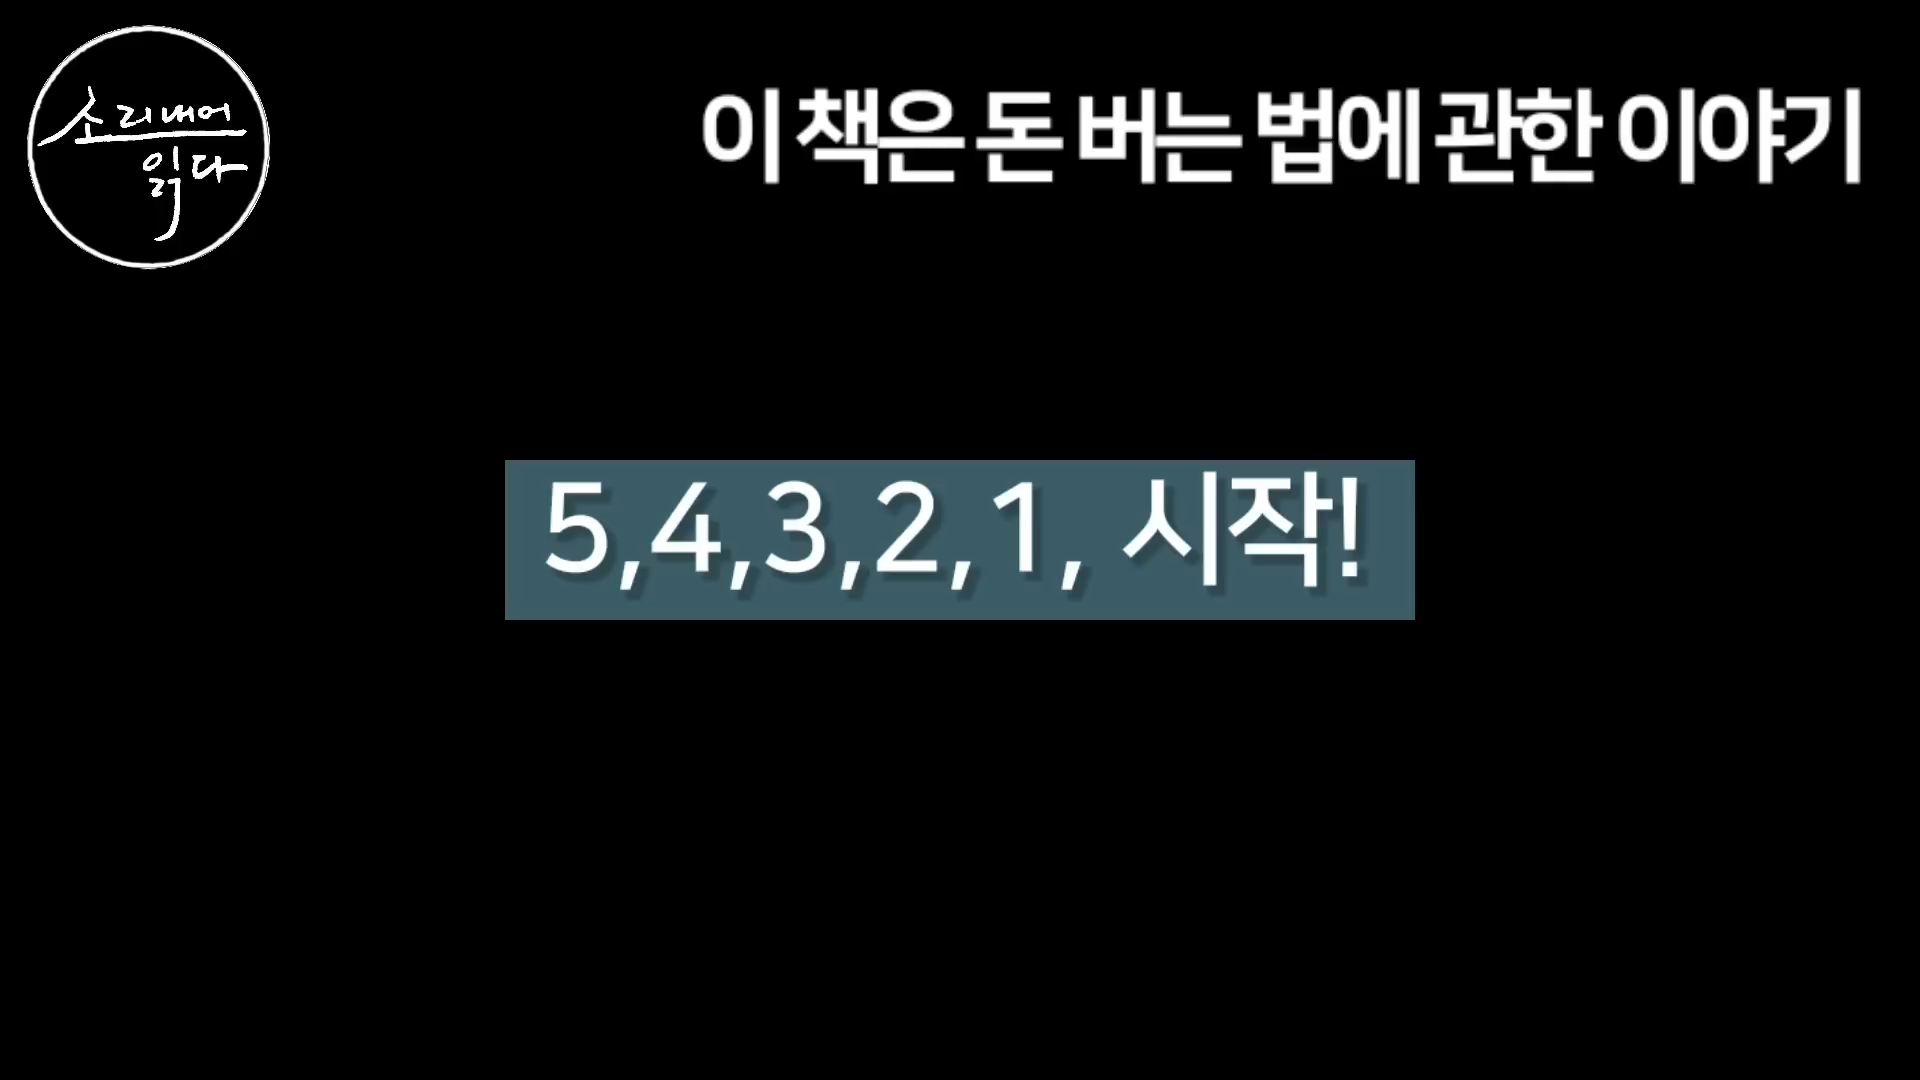 소리내어
읽다
이 책은 돈 버는 법에 관한 이야기
5,4,3,2,1, 시작!